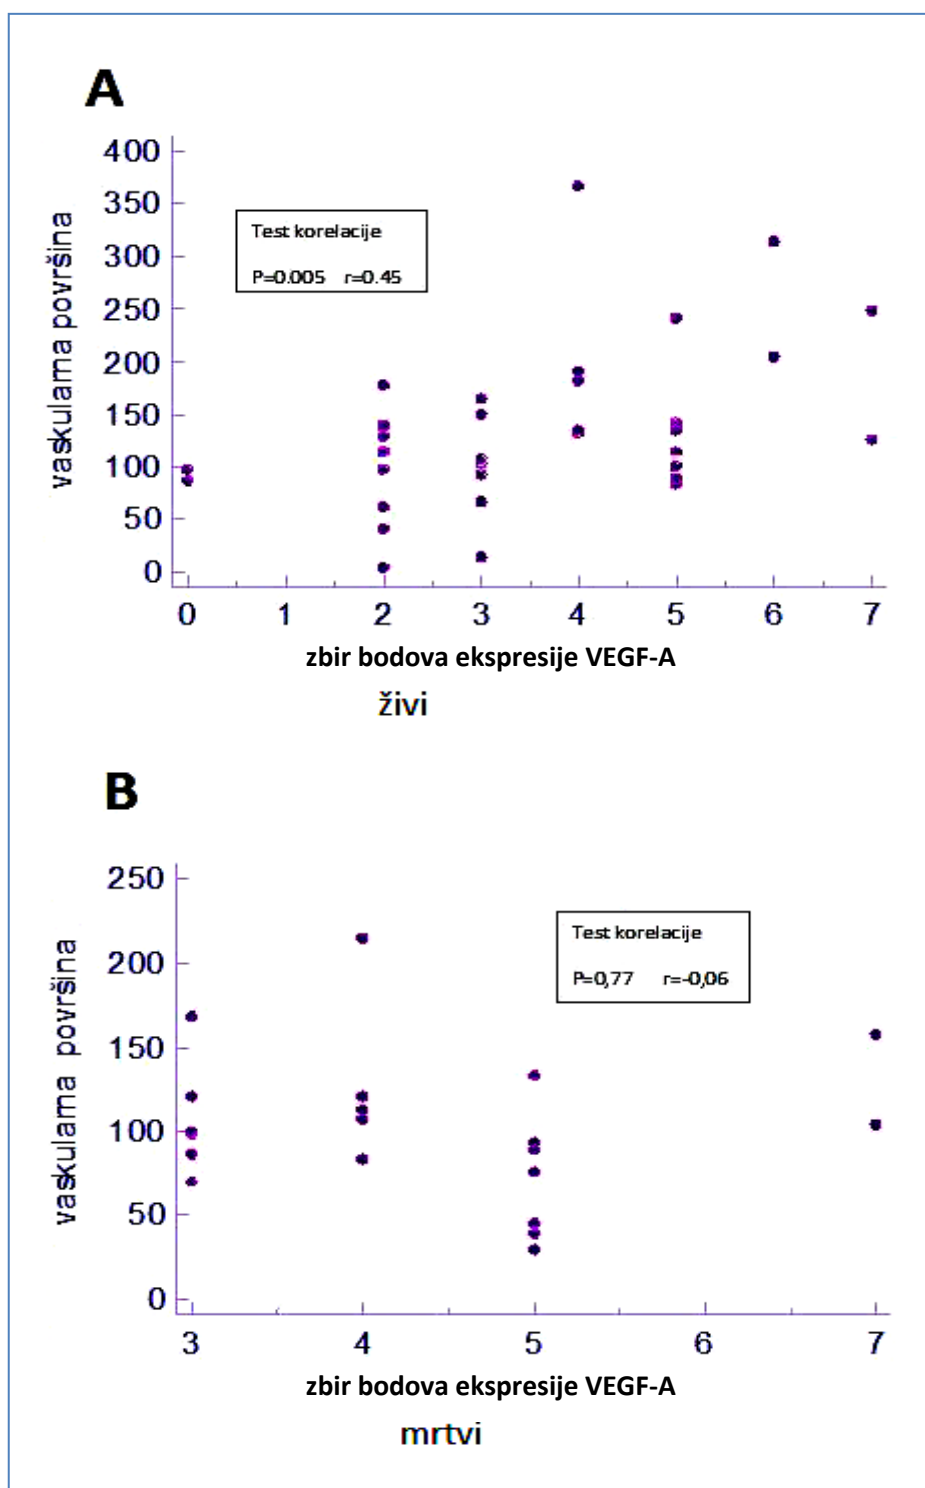 A
400
350
300
250
200
150
100
50
0
vaskularna površina
Test korelacije
P=0.005 r=0.45
0 1 2 3 4 5 6 7
zbir bodova ekspresije VEGF-A
živi
B
250
200
150
100
50
0
vaskularna površina
Test korelacije
P=0,77 r=-0,06
3 4 5 6 7
zbir bodova ekspresije VEGF-A
mrtvi